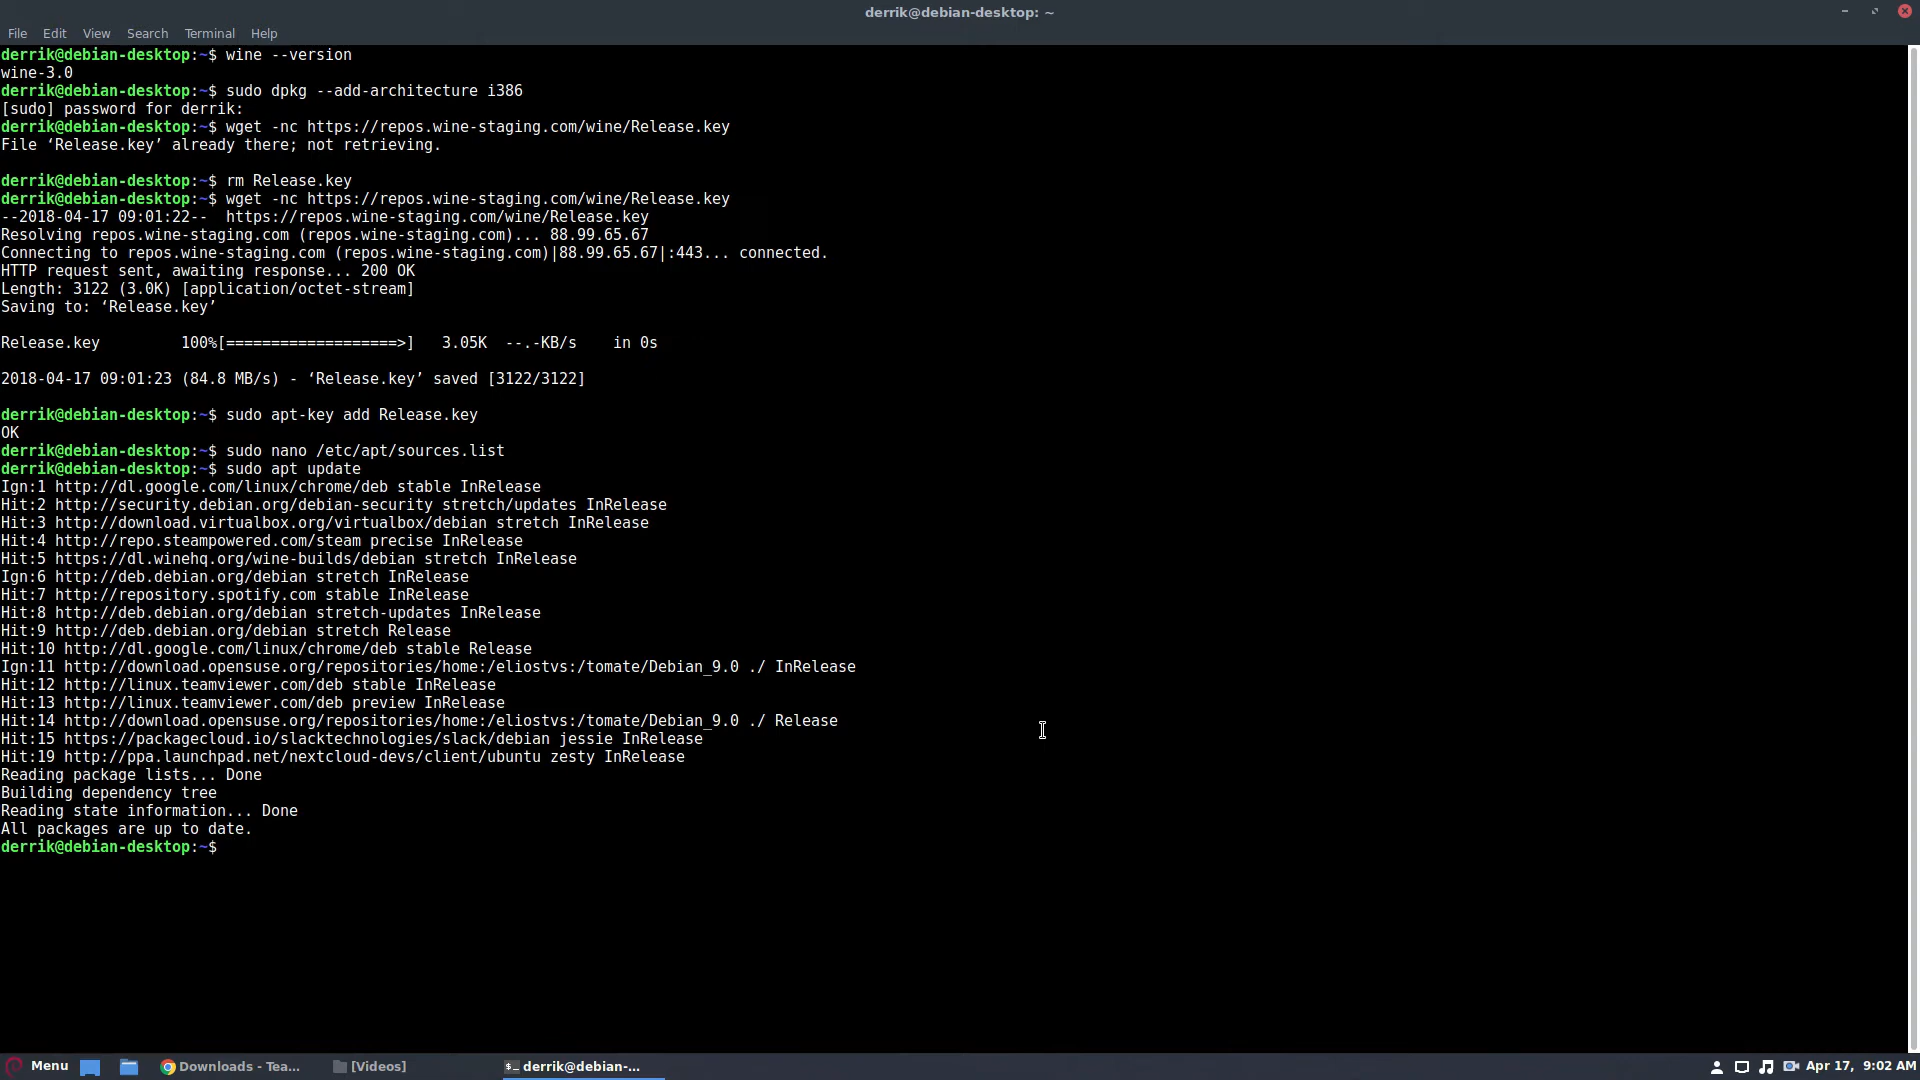 derrik@debian-desktop: ~
File Edit View Search Terminal Help
derrik@debian-desktop:~$ wine --version
wine-3.0
derrik@debian-desktop:~$ sudo dpkg --add-architecture i386
[sudo] password for derrik:
derrik@debian-desktop:~$ wget -nc https://repos.wine-staging.com/wine/Release.key
File ‘Release.key’ already there; not retrieving.
derrik@debian-desktop:~$ rm Release.key
derrik@debian-desktop:~$ wget -nc https://repos.wine-staging.com/wine/Release.key
--2018-04-17 09:01:22--  https://repos.wine-staging.com/wine/Release.key
Resolving repos.wine-staging.com (repos.wine-staging.com)... 88.99.65.67
Connecting to repos.wine-staging.com (repos.wine-staging.com)|88.99.65.67|:443... connected.
HTTP request sent, awaiting response... 200 OK
Length: 3122 (3.0K) [application/octet-stream]
Saving to: ‘Release.key’
Release.key         100%[===================>]   3.05K  --.-KB/s    in 0s
2018-04-17 09:01:23 (84.8 MB/s) - ‘Release.key’ saved [3122/3122]
derrik@debian-desktop:~$ sudo apt-key add Release.key
OK
derrik@debian-desktop:~$ sudo nano /etc/apt/sources.list
derrik@debian-desktop:~$ sudo apt update
Ign:1 http://dl.google.com/linux/chrome/deb stable InRelease
Hit:2 http://security.debian.org/debian-security stretch/updates InRelease
Hit:3 http://download.virtualbox.org/virtualbox/debian stretch InRelease
Hit:4 http://repo.steampowered.com/steam precise InRelease
Hit:5 https://dl.winehq.org/wine-builds/debian stretch InRelease
Ign:6 http://deb.debian.org/debian stretch InRelease
Hit:7 http://repository.spotify.com stable InRelease
Hit:8 http://deb.debian.org/debian stretch-updates InRelease
Hit:9 http://deb.debian.org/debian stretch Release
Hit:10 http://dl.google.com/linux/chrome/deb stable Release
Ign:11 http://download.opensuse.org/repositories/home:/eliostvs:/tomate/Debian_9.0 ./ InRelease
Hit:12 http://linux.teamviewer.com/deb stable InRelease
Hit:13 http://linux.teamviewer.com/deb preview InRelease
Hit:14 http://download.opensuse.org/repositories/home:/eliostvs:/tomate/Debian_9.0 ./ Release
Hit:15 https://packagecloud.io/slacktechnologies/slack/debian jessie InRelease
Hit:19 http://ppa.launchpad.net/nextcloud-devs/client/ubuntu zesty InRelease
Reading package lists... Done
Building dependency tree
Reading state information... Done
All packages are up to date.
derrik@debian-desktop:~$
Menu Downloads - Tea... [Videos] $_ derrik@debian-... Apr 17, 9:02 AM